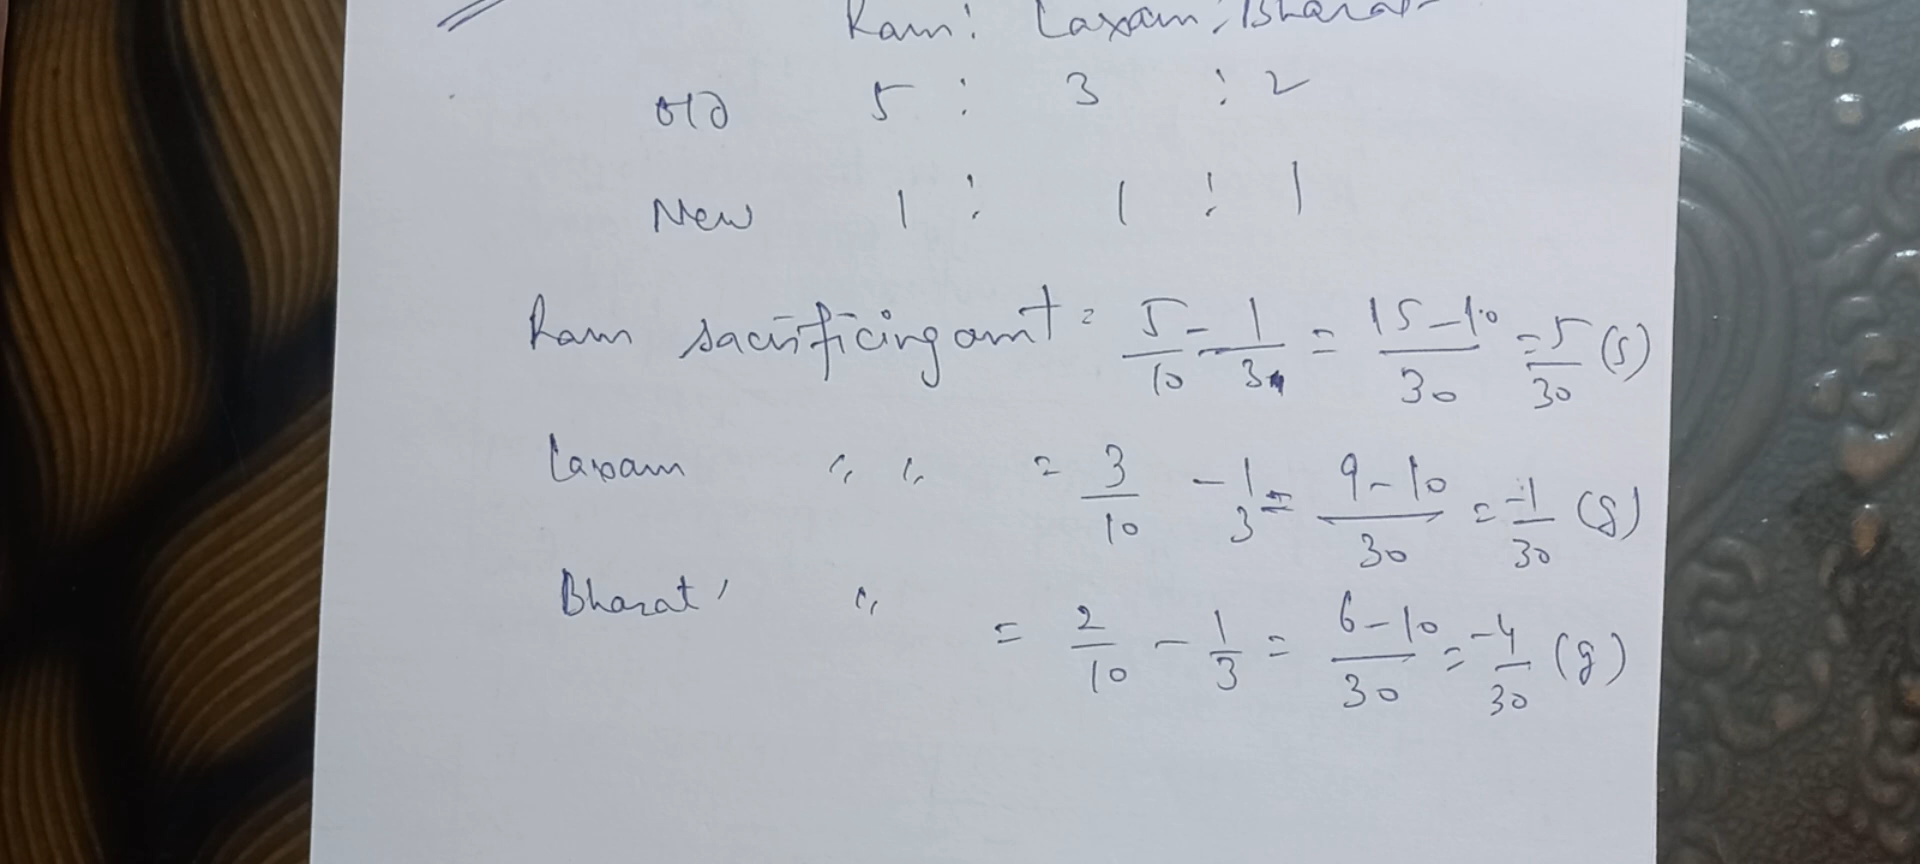 Ram : Laxam : Bharat
Old 5 : 3 : 2
New 1 : 1 : 1
Ram sacrificing amt = 5/10 - 1/3 = 15-10/30 = 5/30 (s)
Laxam " " = 3/10 - 1/3 = 9-10/30 = -1/30 (g)
Bharat ' " = 2/10 - 1/3 = 6-10/30 = -4/30 (g)